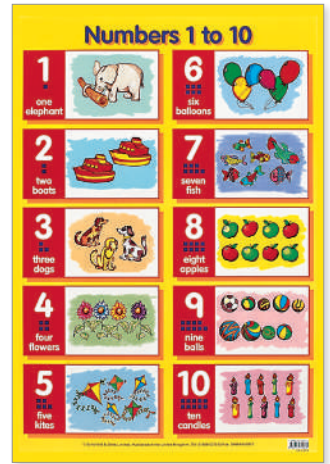 Numbers 1 to 10
1
one
elephant
2
two
boats
3
three
dogs
4
four
flowers
5
five
kites
6
six
balloons
7
seven
fish
8
eight
apples
9
nine
balls
10
ten
candles